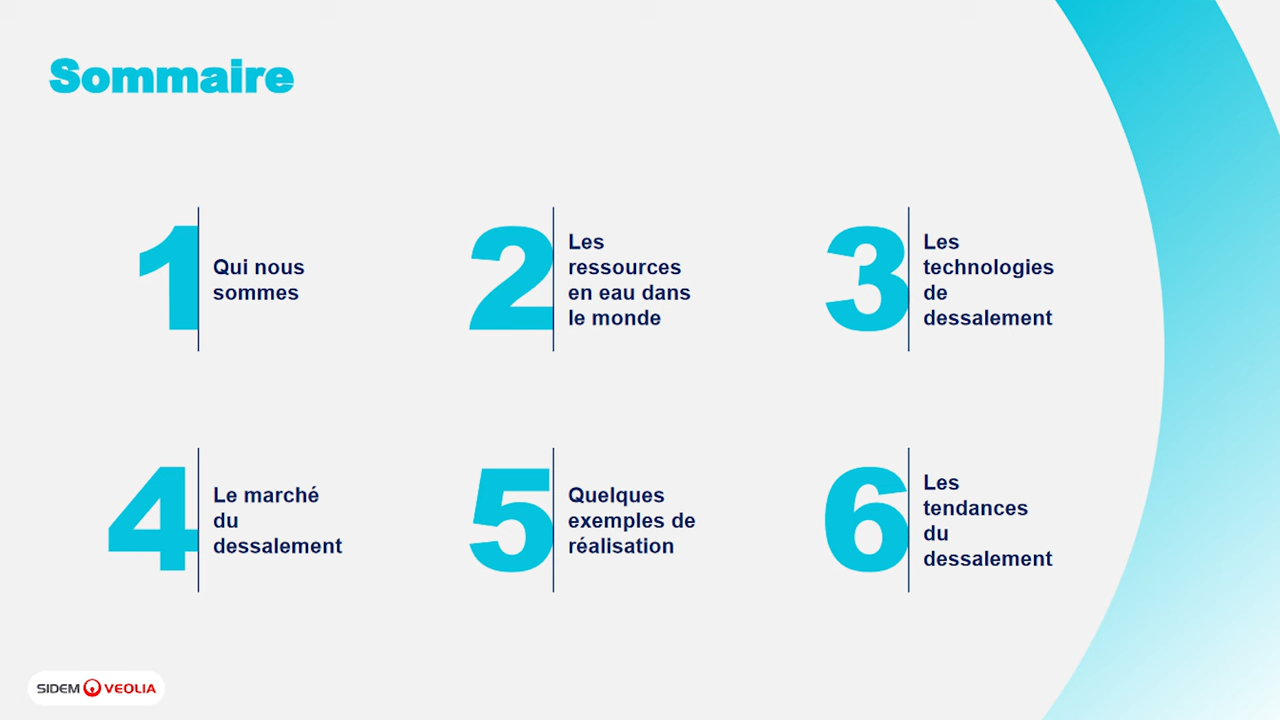 Sommaire
1
Qui nous
sommes
2
Les
ressources
en eau dans
le monde
3
Les
technologies
de
dessalement
4
Le marché
du
dessalement
5
Quelques
exemples de
réalisation
6
Les
tendances
du
dessalement
SIDEM VEOLIA